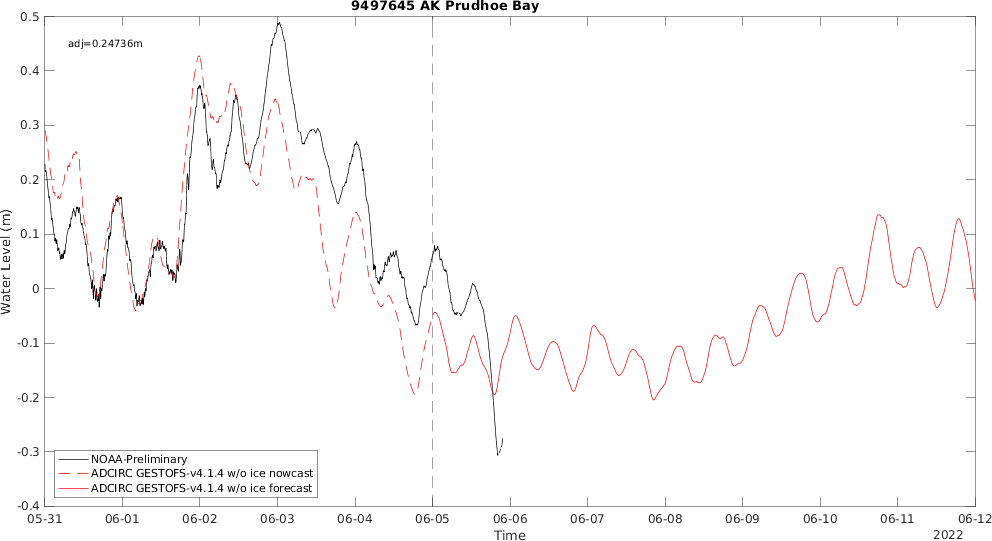 9497645 AK Prudhoe Bay
adj=0.24736m
0.5
0.4
0.3
0.2
0.1
0
-0.1
-0.2
-0.3
-0.4
Water Level (m)
NOAA-Preliminary
ADCIRC GESTOFS-v4.1.4 w/o ice nowcast
ADCIRC GESTOFS-v4.1.4 w/o ice forecast
05-31 06-01 06-02 06-03 06-04 06-05 06-06 06-07 06-08 06-09 06-10 06-11 06-12
Time
2022